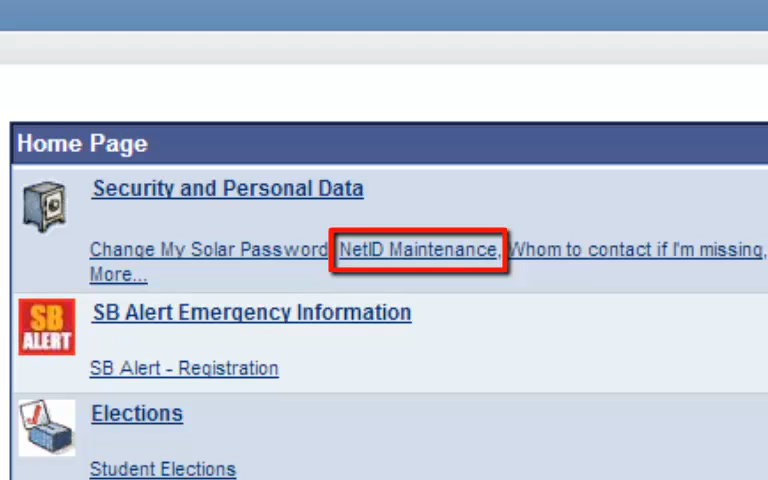 Home Page
Security and Personal Data
Change My Solar Password, NetID Maintenance, Whom to contact if I'm missing,
More...
SB ALERT
SB Alert Emergency Information
SB Alert - Registration
Elections
Student Elections